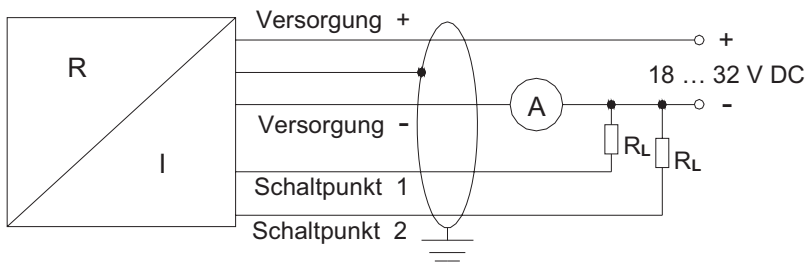 Versorgung +
+
R
18 ... 32 V DC
A
-
Versorgung -
RL
RL
I
Schaltpunkt 1
Schaltpunkt 2